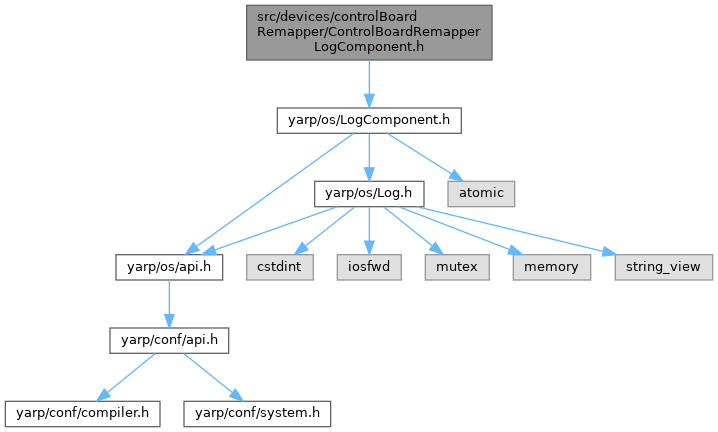 src/devices/controlBoard
Remapper/ControlBoardRemapper
LogComponent.h
yarp/os/LogComponent.h
yarp/os/Log.h
atomic
yarp/os/api.h
cstdint
iosfwd
mutex
memory
string_view
yarp/conf/api.h
yarp/conf/compiler.h
yarp/conf/system.h